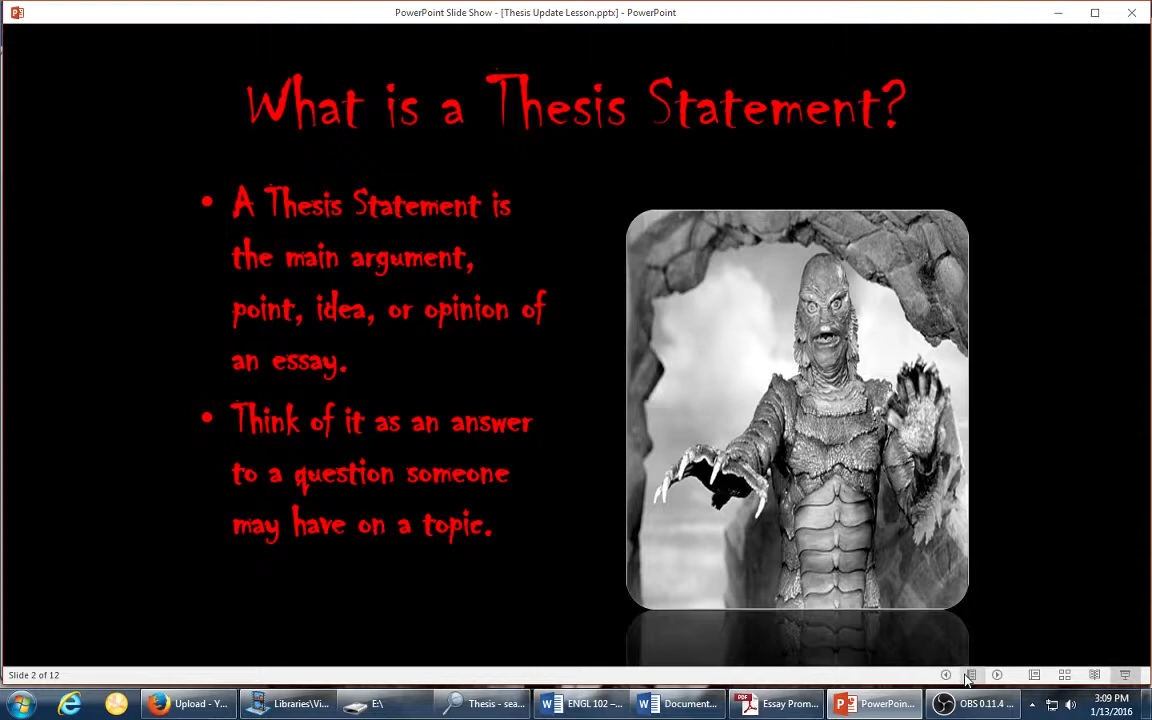 PowerPoint Slide Show - [Thesis Update Lesson.pptx] - PowerPoint
What is a Thesis Statement?
• A Thesis Statement is
the main argument,
point, idea, or opinion of
an essay.
• Think of it as an answer
to a question someone
may have on a topic.
Slide 2 of 12
Upload - Y...
Libraries\Vi...
E:\
Thesis - sea...
ENGL 102 –...
Document...
Essay Prom...
PowerPoin...
OBS 0.11.4 ...
3:09 PM
1/13/2016